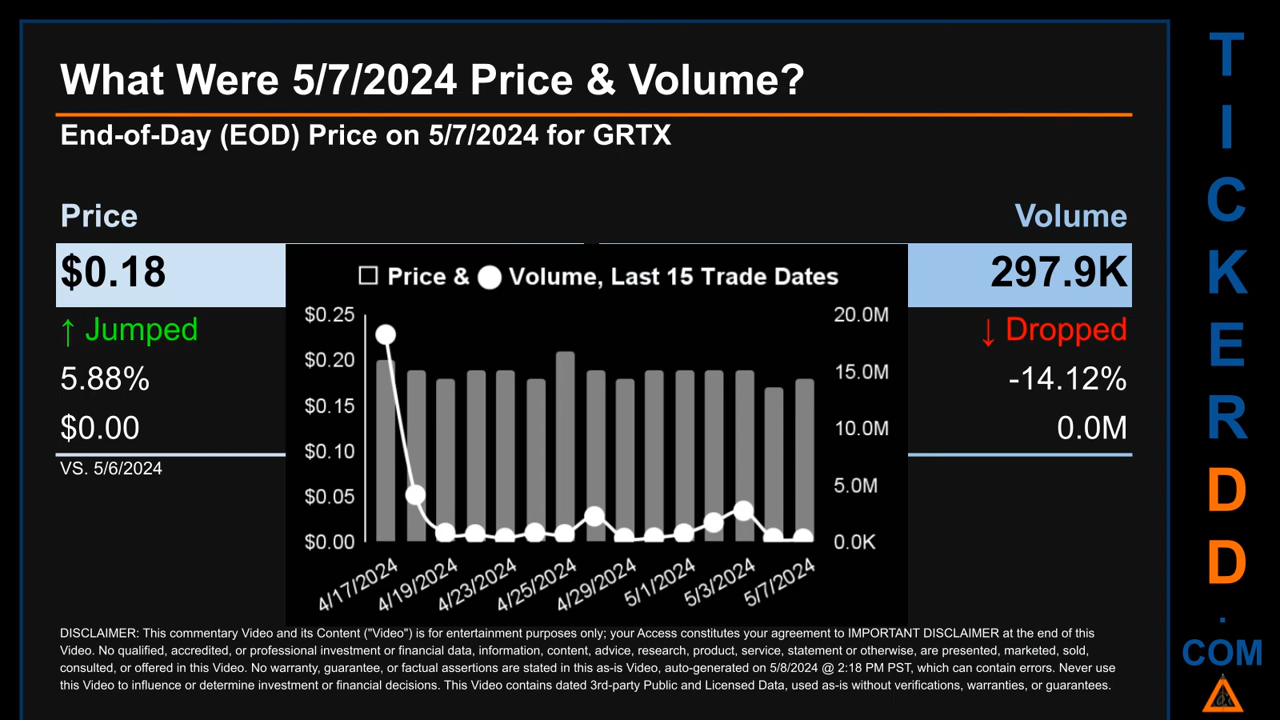 What Were 5/7/2024 Price & Volume?
End-of-Day (EOD) Price on 5/7/2024 for GRTX
Price
Volume
$0.18
297.9K
↑ Jumped
↓ Dropped
5.88%
-14.12%
$0.00
0.0M
VS. 5/6/2024
Price & Volume, Last 15 Trade Dates
$0.25
$0.20
$0.15
$0.10
$0.05
$0.00
20.0M
15.0M
10.0M
5.0M
0.0K
4/17/2024
4/19/2024
4/23/2024
4/25/2024
4/29/2024
5/1/2024
5/3/2024
5/7/2024
DISCLAIMER: This commentary Video and its Content ("Video") is for entertainment purposes only; your Access constitutes your agreement to IMPORTANT DISCLAIMER at the end of this
Video. No qualified, accredited, or professional investment or financial data, information, content, advice, research, product, service, statement or otherwise, are presented, marketed, sold,
consulted, or offered in this Video. No warranty, guarantee, or factual assertions are stated in this as-is Video, auto-generated on 5/8/2024 @ 2:18 PM PST, which can contain errors. Never use
this Video to influence or determine investment or financial decisions. This Video contains dated 3rd-party Public and Licensed Data, used as-is without verifications, warranties, or guarantees.
T
I
C
K
E
R
D
D
.
COM